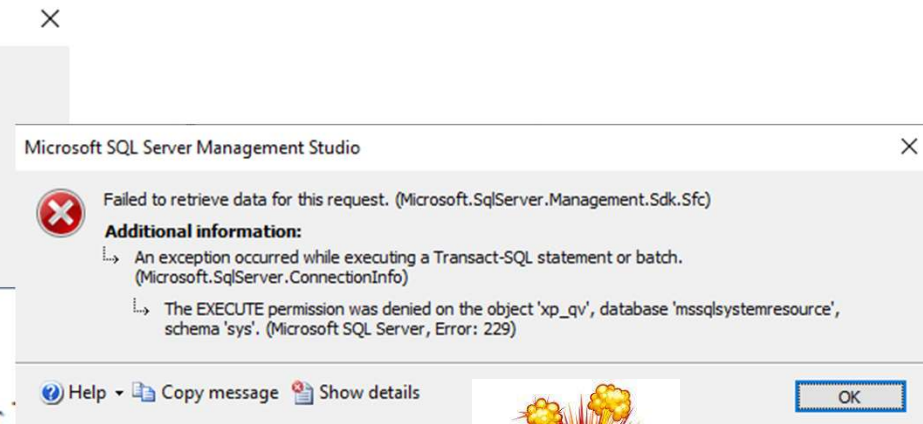 Microsoft SQL Server Management Studio
Failed to retrieve data for this request. (Microsoft.SqlServer.Management.Sdk.Sfc)
Additional information:
An exception occurred while executing a Transact-SQL statement or batch.
(Microsoft.SqlServer.ConnectionInfo)
The EXECUTE permission was denied on the object 'xp_qv', database 'mssqlsystemresource',
schema 'sys'. (Microsoft SQL Server, Error: 229)
Help Copy message Show details OK